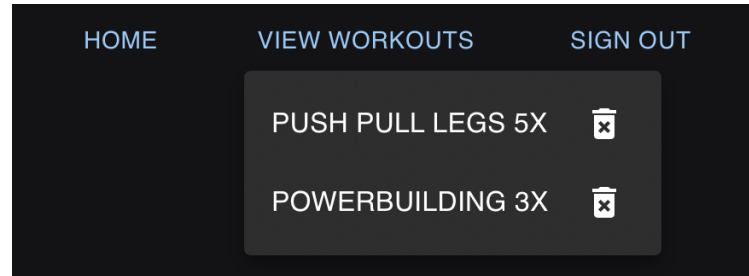 HOME VIEW WORKOUTS SIGN OUT
PUSH PULL LEGS 5X
POWERBUILDING 3X